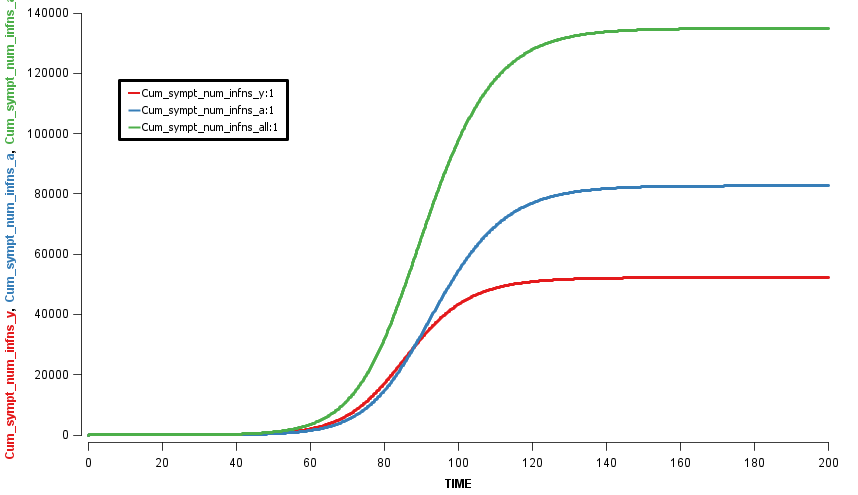 Cum_sympt_num_infns_y, Cum_sympt_num_infns_a, Cum_sympt_num_infns_a
140000
120000
100000
80000
60000
40000
20000
0
Cum_sympt_num_infns_y:1
Cum_sympt_num_infns_a:1
Cum_sympt_num_infns_all:1
0 20 40 60 80 100 120 140 160 180 200
TIME